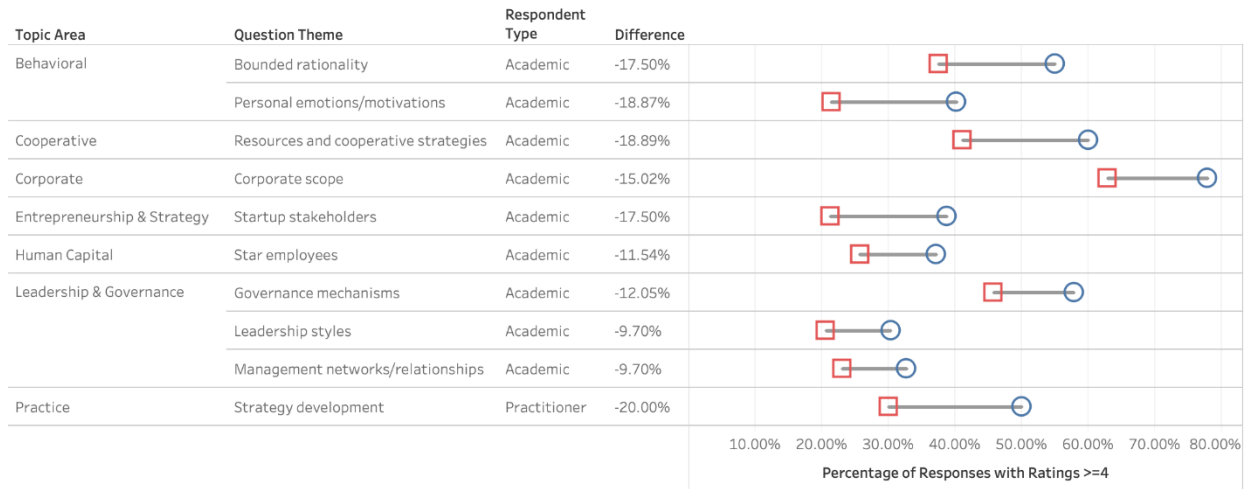 Topic Area Question Theme Respondent Type Difference
Behavioral Bounded rationality Academic -17.50%
Personal emotions/motivations Academic -18.87%
Cooperative Resources and cooperative strategies Academic -18.89%
Corporate Corporate scope Academic -15.02%
Entrepreneurship & Strategy Startup stakeholders Academic -17.50%
Human Capital Star employees Academic -11.54%
Leadership & Governance Governance mechanisms Academic -12.05%
Leadership styles Academic -9.70%
Management networks/relationships Academic -9.70%
Practice Strategy development Practitioner -20.00%
10.00% 20.00% 30.00% 40.00% 50.00% 60.00% 70.00% 80.00%
Percentage of Responses with Ratings >=4